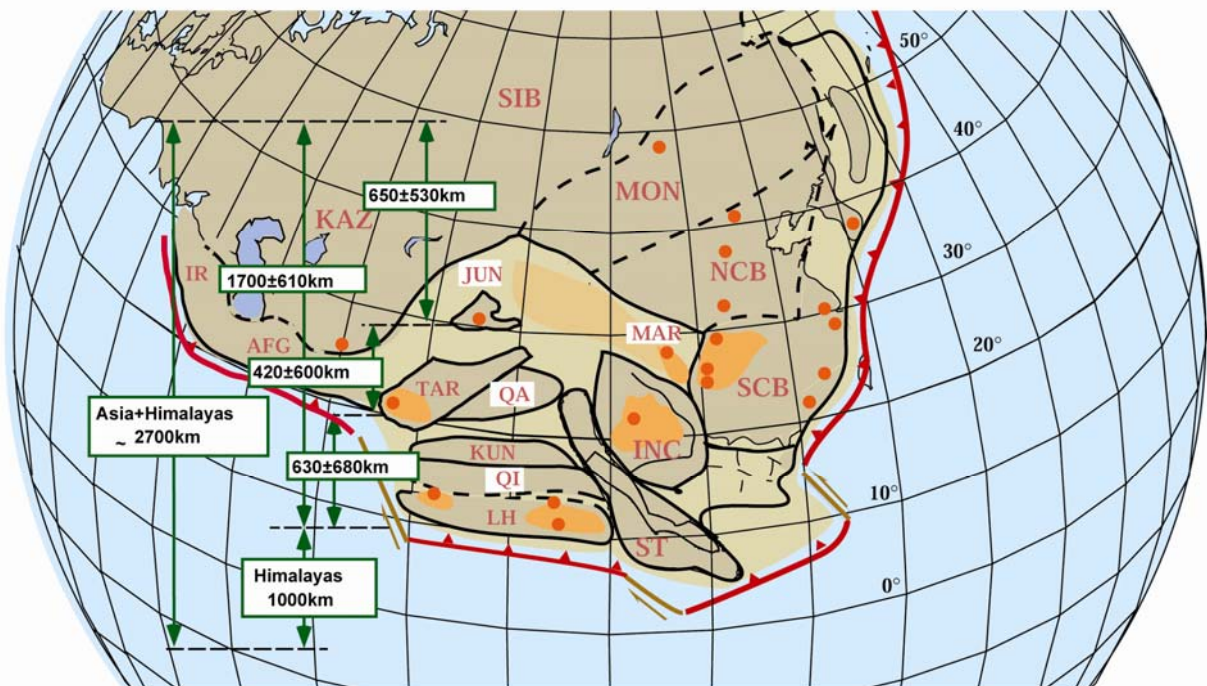 50°
SIB
40°
650±530km
MON
KAZ
30°
JUN
NCB
IR
1700±610km
MAR
20°
AFG
420±600km
TAR
QA
SCB
Asia+Himalayas
~ 2700km
KUN
INC
630±680km
QI
10°
LH
ST
Himalayas
1000km
0°